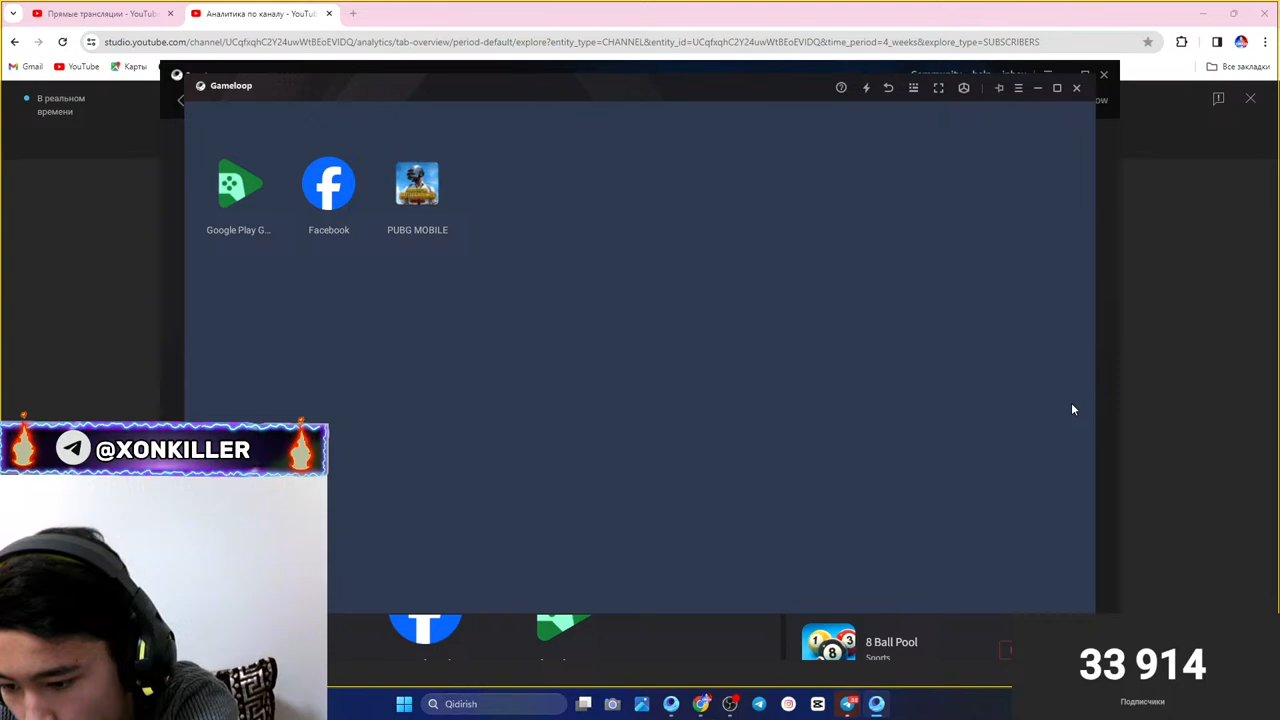 Прямые трансляции - YouTub
Аналитика по каналу - YouTub
studio.youtube.com/channel/UCqfxqhC2Y24uwWtBEoEVIDQ/analytics/tab-overview/period-default/explore?entity_type=CHANNEL&entity_id=UCqfxqhC2Y24uwWtBEoEVIDQ&time_period=4_weeks&explore_type=SUBSCRIBERS
Gmail
YouTube
Карты
Все закладки
В реальном
времени
Gameloop
Google Play G...
Facebook
PUBG MOBILE
@XONKILLER
8 Ball Pool
Sports
33 914
Подписчики
Qidirish